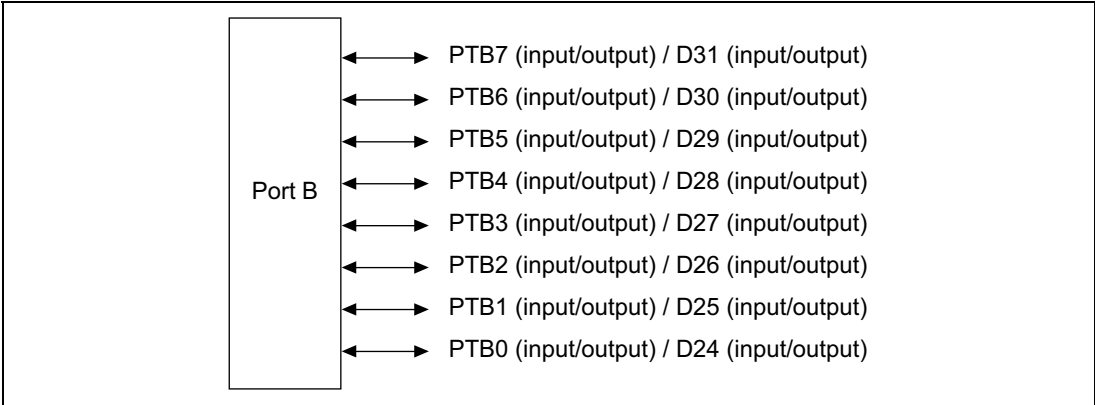 Port B
PTB7 (input/output) / D31 (input/output)
PTB6 (input/output) / D30 (input/output)
PTB5 (input/output) / D29 (input/output)
PTB4 (input/output) / D28 (input/output)
PTB3 (input/output) / D27 (input/output)
PTB2 (input/output) / D26 (input/output)
PTB1 (input/output) / D25 (input/output)
PTB0 (input/output) / D24 (input/output)